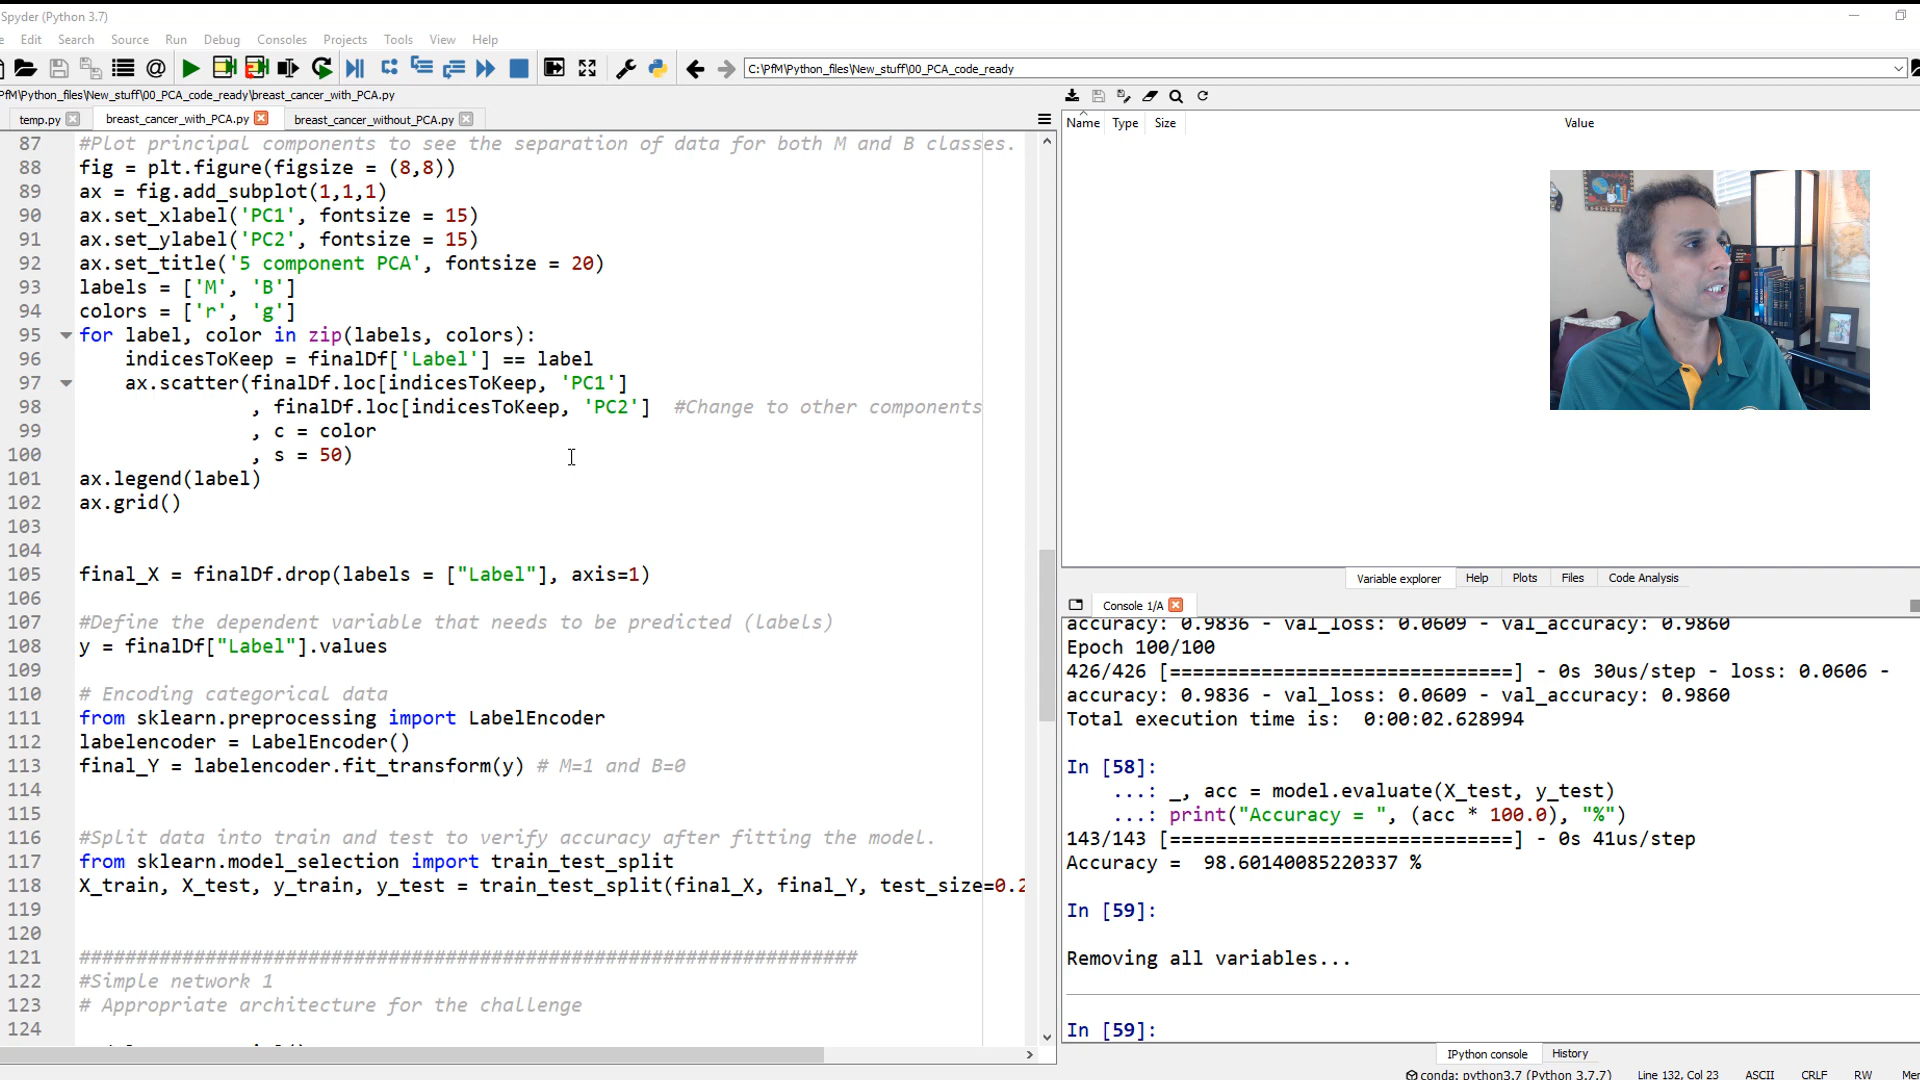 Spyder (Python 3.7)
Edit Search Source Run Debug Consoles Projects Tools View Help
C:\PfM\Python_files\New_stuff\00_PCA_code_ready
PfM\Python_files\New_stuff\00_PCA_code_ready\breast_cancer_with_PCA.py
temp.py breast_cancer_with_PCA.py breast_cancer_without_PCA.py
87 #Plot principal components to see the separation of data for both M and B classes.
88 fig = plt.figure(figsize = (8,8))
89 ax = fig.add_subplot(1,1,1)
90 ax.set_xlabel('PC1', fontsize = 15)
91 ax.set_ylabel('PC2', fontsize = 15)
92 ax.set_title('5 component PCA', fontsize = 20)
93 labels = ['M', 'B']
94 colors = ['r', 'g']
95 for label, color in zip(labels, colors):
96 indicesToKeep = finalDf['Label'] == label
97 ax.scatter(finalDf.loc[indicesToKeep, 'PC1']
98 , finalDf.loc[indicesToKeep, 'PC2'] #Change to other components
99 , c = color
100 , s = 50)
101 ax.legend(label)
102 ax.grid()
103
104
105 final_X = finalDf.drop(labels = ["Label"], axis=1)
106
107 #Define the dependent variable that needs to be predicted (labels)
108 y = finalDf["Label"].values
109
110 # Encoding categorical data
111 from sklearn.preprocessing import LabelEncoder
112 labelencoder = LabelEncoder()
113 final_Y = labelencoder.fit_transform(y) # M=1 and B=0
114
115
116 #Split data into train and test to verify accuracy after fitting the model.
117 from sklearn.model_selection import train_test_split
118 X_train, X_test, y_train, y_test = train_test_split(final_X, final_Y, test_size=0.2
119
120
121 ####################################################################
122 #Simple network 1
123 # Appropriate architecture for the challenge
124
Name Type Size Value
Variable explorer Help Plots Files Code Analysis
Console 1/A
accuracy: 0.9836 - val_loss: 0.0609 - val_accuracy: 0.9860
Epoch 100/100
426/426 [==============================] - 0s 30us/step - loss: 0.0606 -
accuracy: 0.9836 - val_loss: 0.0609 - val_accuracy: 0.9860
Total execution time is:  0:00:02.628994
In [58]:
...: _, acc = model.evaluate(X_test, y_test)
...: print("Accuracy = ", (acc * 100.0), "%")
143/143 [==============================] - 0s 41us/step
Accuracy =  98.60140085220337 %
In [59]:
Removing all variables...
In [59]:
IPython console History
conda: python3.7 (Python 3.7.7) Line 132, Col 23 ASCII CRLF RW